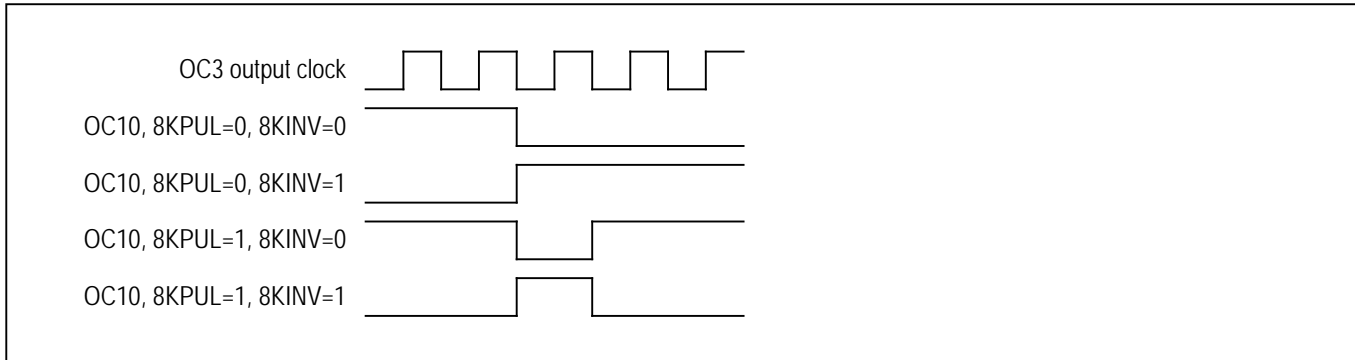 OC3 output clock
OC10, 8KPUL=0, 8KINV=0
OC10, 8KPUL=0, 8KINV=1
OC10, 8KPUL=1, 8KINV=0
OC10, 8KPUL=1, 8KINV=1